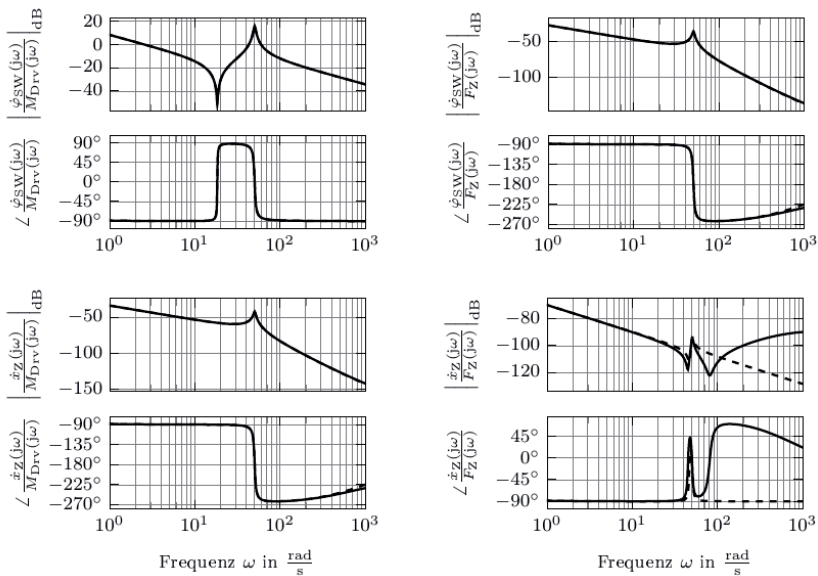 |φ̇SW(jω)/MDrv(jω)|dB
20
0
−20
−40
∠ φ̇SW(jω)/MDrv(jω)
90°
45°
0°
−45°
−90°
10⁰ 10¹ 10² 10³
|φ̇SW(jω)/FZ(jω)|dB
−50
−100
∠ φ̇SW(jω)/FZ(jω)
−90°
−135°
−180°
−225°
−270°
10⁰ 10¹ 10² 10³
|ẋZ(jω)/MDrv(jω)|dB
−50
−100
−150
∠ ẋZ(jω)/MDrv(jω)
−90°
−135°
−180°
−225°
−270°
10⁰ 10¹ 10² 10³
Frequenz ω in rad/s
|ẋZ(jω)/FZ(jω)|dB
−80
−100
−120
∠ ẋZ(jω)/FZ(jω)
45°
0°
−45°
−90°
10⁰ 10¹ 10² 10³
Frequenz ω in rad/s